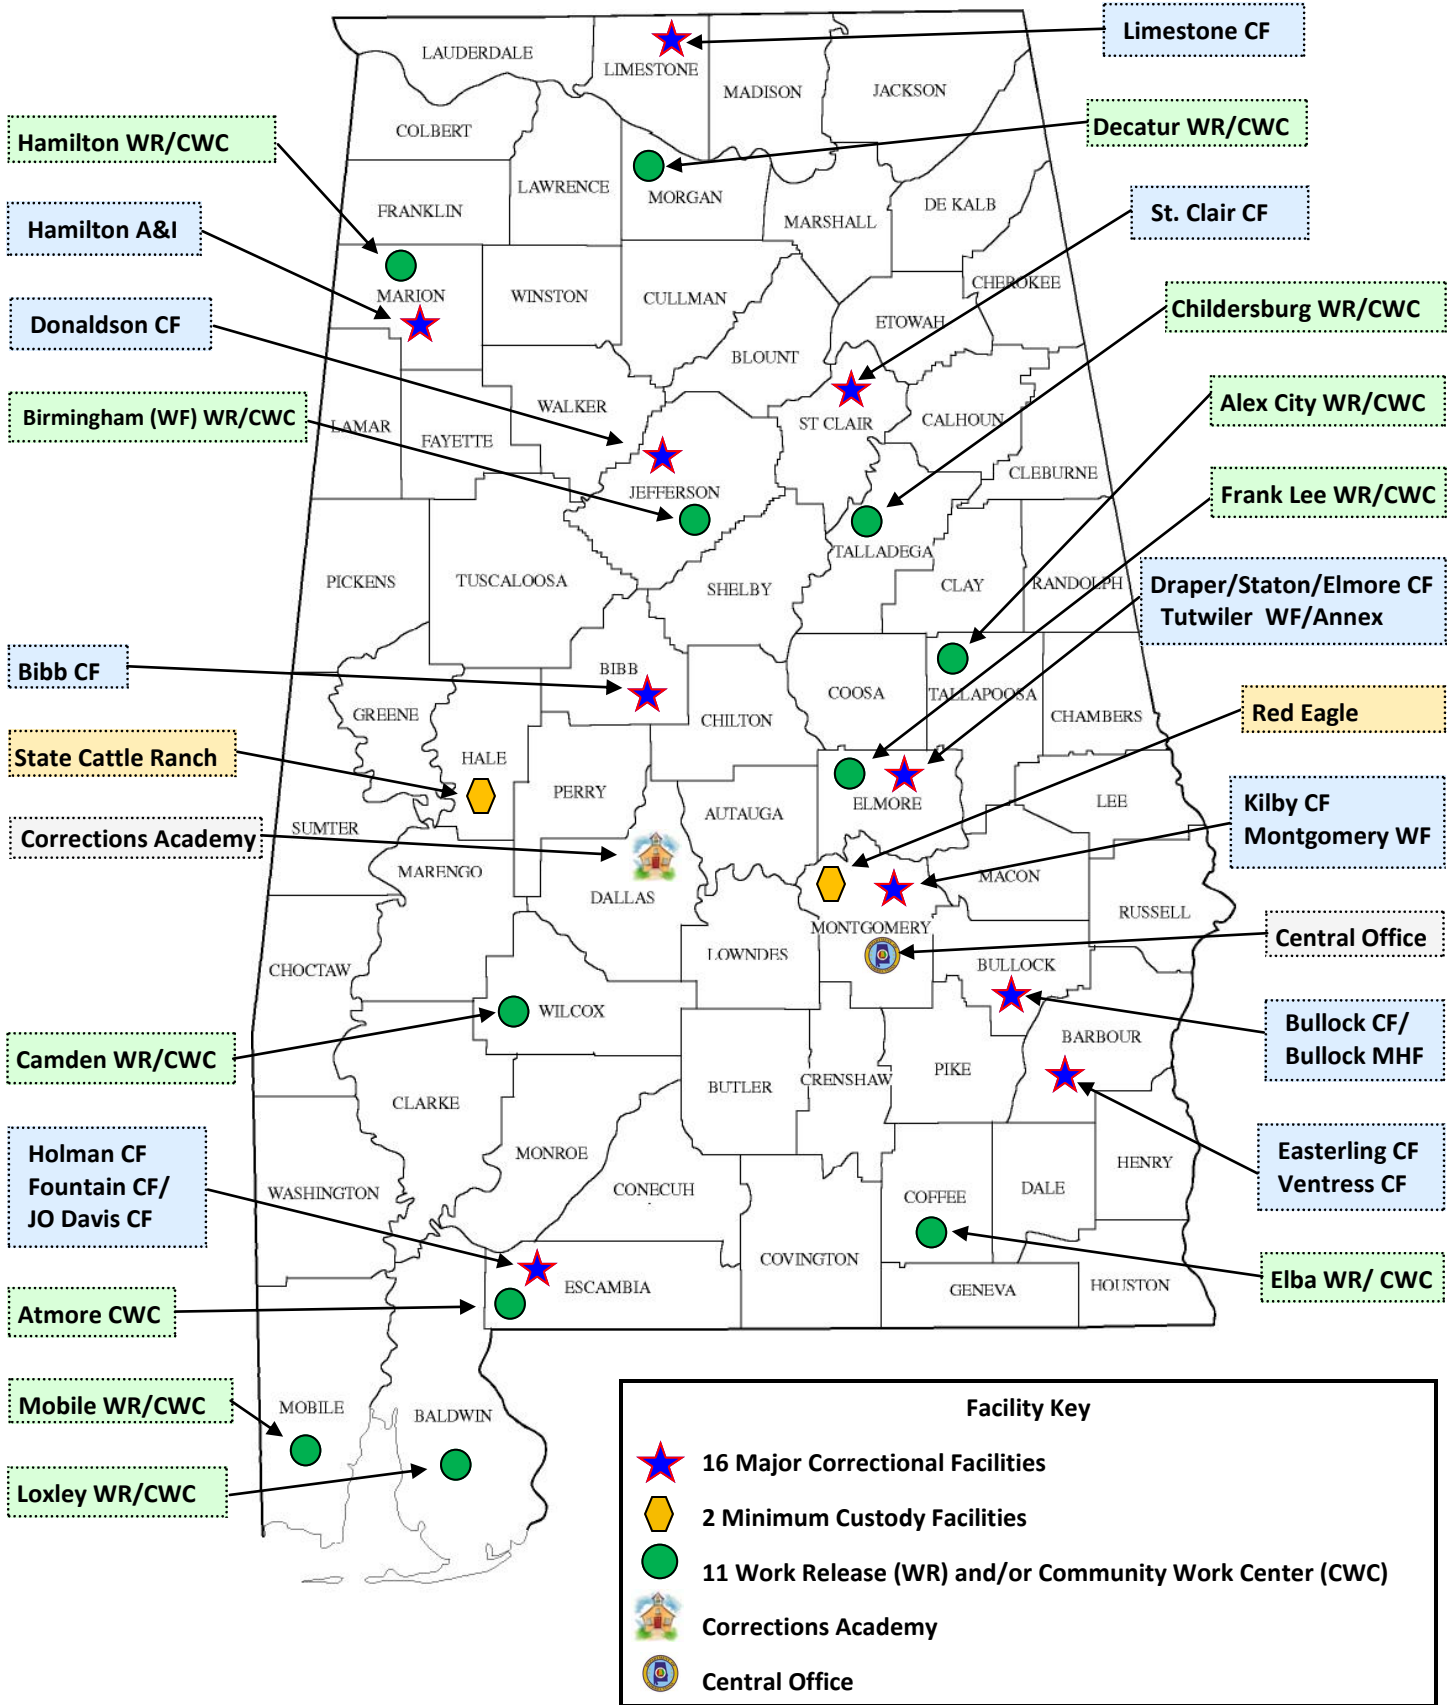 Limestone CF
LAUDERDALE
LIMESTONE
MADISON
JACKSON
COLBERT
Hamilton WR/CWC
Decatur WR/CWC
LAWRENCE
MORGAN
FRANKLIN
DE KALB
MARSHALL
St. Clair CF
Hamilton A&I
CHEROKEE
MARION
WINSTON
CULLMAN
ETOWAH
Childersburg WR/CWC
Donaldson CF
BLOUNT
WALKER
Alex City WR/CWC
Birmingham (WF) WR/CWC
LAMAR
FAYETTE
ST CLAIR
CALHOUN
CLEBURNE
JEFFERSON
Frank Lee WR/CWC
TALLADEGA
PICKENS
TUSCALOOSA
SHELBY
CLAY
RANDOLPH
Draper/Staton/Elmore CF
Tutwiler WF/Annex
Bibb CF
BIBB
COOSA
TALLAPOOSA
GREENE
CHILTON
CHAMBERS
Red Eagle
State Cattle Ranch
HALE
PERRY
AUTAUGA
ELMORE
LEE
Kilby CF
Montgomery WF
SUMTER
Corrections Academy
MARENGO
MACON
DALLAS
RUSSELL
MONTGOMERY
Central Office
LOWNDES
BULLOCK
CHOCTAW
WILCOX
Bullock CF/
Bullock MHF
BARBOUR
Camden WR/CWC
PIKE
BUTLER
CRENSHAW
CLARKE
MONROE
Holman CF
Fountain CF/
JO Davis CF
Easterling CF
Ventress CF
HENRY
WASHINGTON
CONECUH
COFFEE
DALE
COVINGTON
Elba WR/ CWC
ESCAMBIA
GENEVA
HOUSTON
Atmore CWC
Mobile WR/CWC
MOBILE
BALDWIN
Loxley WR/CWC
Facility Key
16 Major Correctional Facilities
2 Minimum Custody Facilities
11 Work Release (WR) and/or Community Work Center (CWC)
Corrections Academy
Central Office